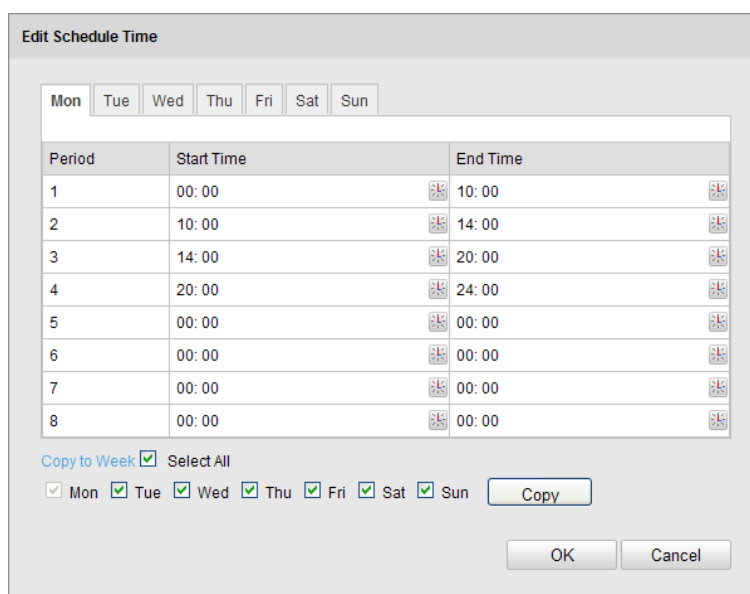 Edit Schedule Time
Mon Tue Wed Thu Fri Sat Sun
Period Start Time End Time
1 00: 00 10: 00
2 10: 00 14: 00
3 14: 00 20: 00
4 20: 00 24: 00
5 00: 00 00: 00
6 00: 00 00: 00
7 00: 00 00: 00
8 00: 00 00: 00
Copy to Week Select All
Mon Tue Wed Thu Fri Sat Sun Copy
OK Cancel